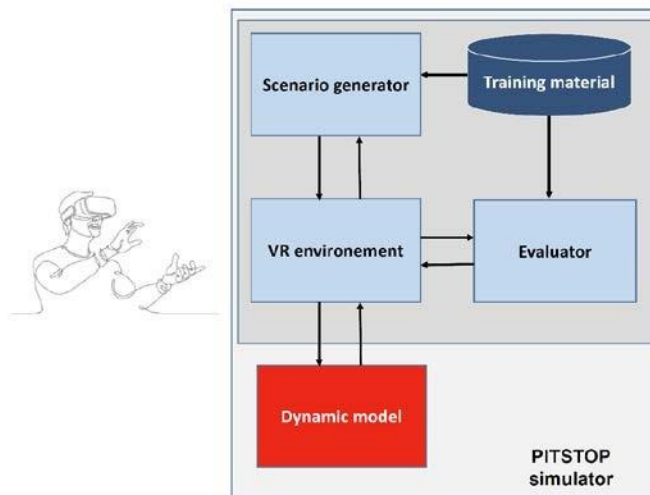 Scenario generator
Training material
VR environement
Evaluator
Dynamic model
PITSTOP
simulator